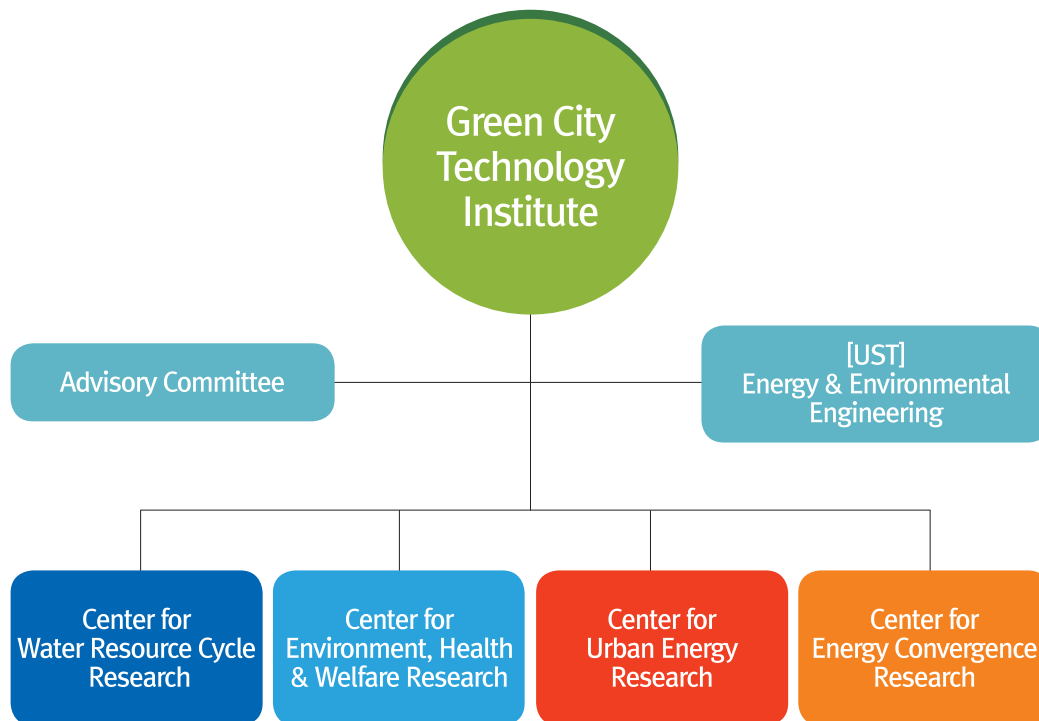 Green City
Technology
Institute
Advisory Committee
[UST]
Energy & Environmental
Engineering
Center for
Water Resource Cycle
Research
Center for
Environment, Health
& Welfare Research
Center for
Urban Energy
Research
Center for
Energy Convergence
Research